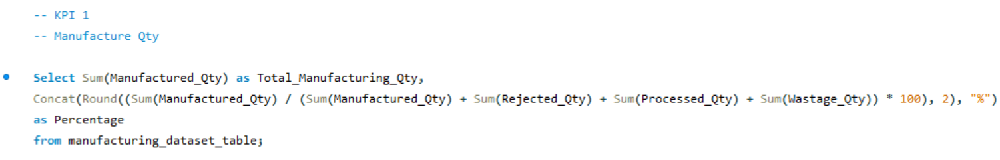 -- KPI 1
-- Manufacture Qty
Select Sum(Manufactured_Qty) as Total_Manufacturing_Qty,
Concat(Round((Sum(Manufactured_Qty) / (Sum(Manufactured_Qty) + Sum(Rejected_Qty) + Sum(Processed_Qty) + Sum(Wastage_Qty)) * 100), 2), "%")
as Percentage
from manufacturing_dataset_table;